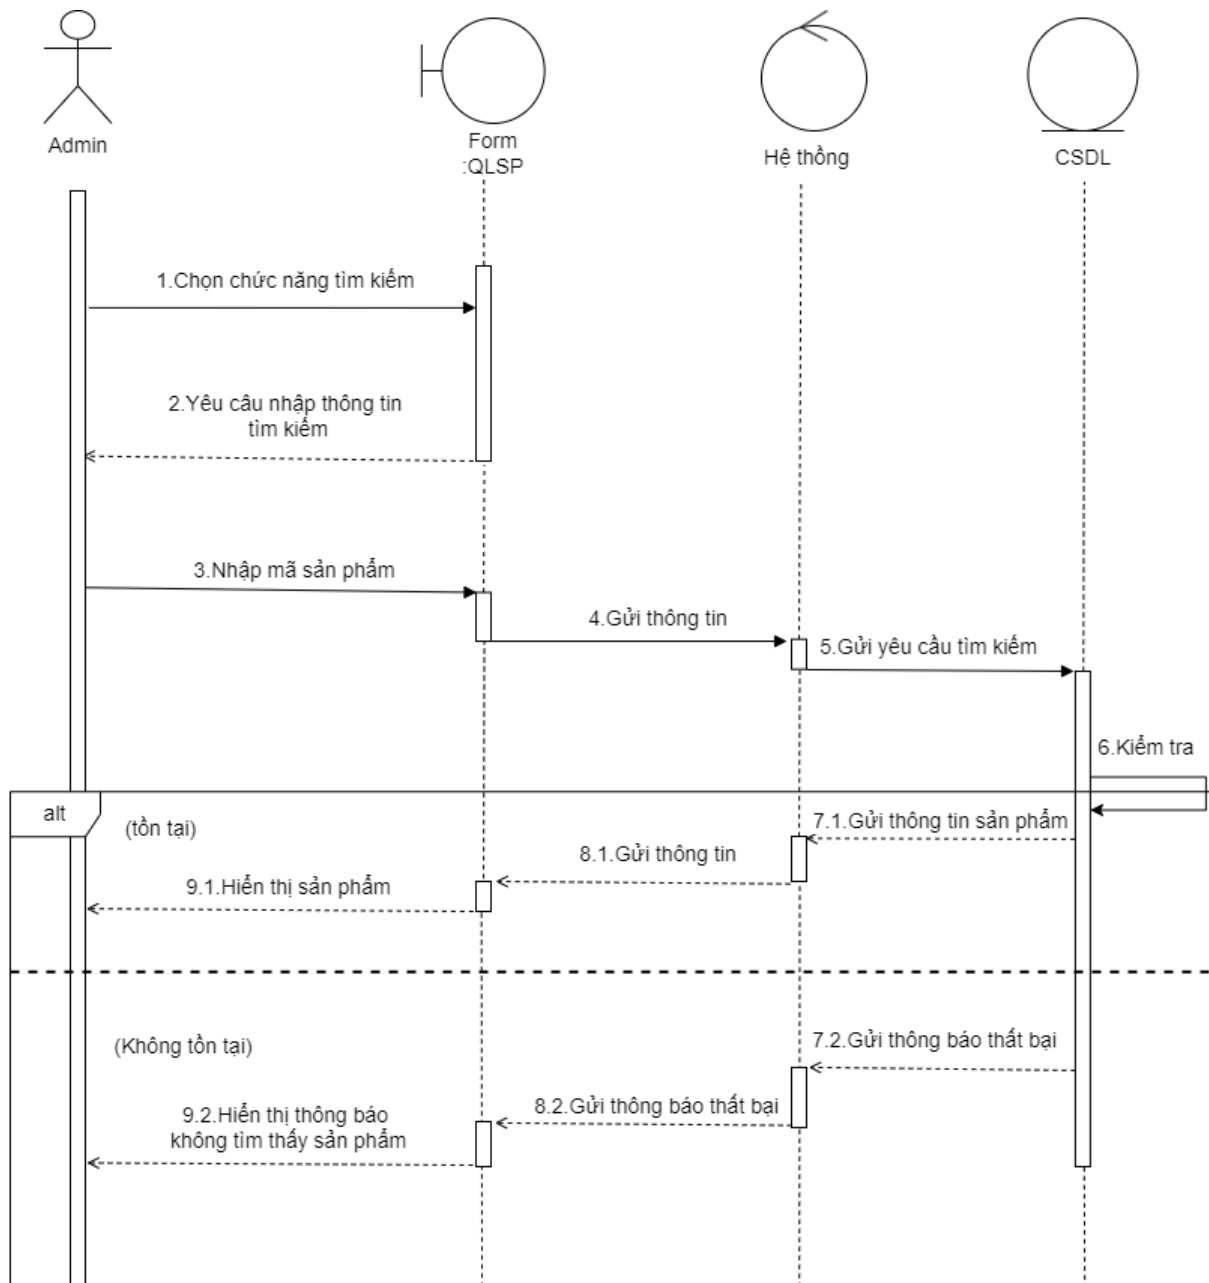 Admin
Form
:QLSP
Hệ thồng
CSDL
1.Chọn chức năng tìm kiếm
2.Yêu câu nhập thông tin
tìm kiếm
3.Nhập mã sản phẩm
4.Gửi thông tin
5.Gửi yêu cầu tìm kiếm
6.Kiểm tra
alt
(tồn tại)
7.1.Gửi thông tin sản phẩm
8.1.Gửi thông tin
9.1.Hiển thị sản phẩm
(Không tồn tại)
7.2.Gửi thông báo thất bại
8.2.Gửi thông báo thất bại
9.2.Hiển thị thông báo
không tìm thấy sản phẩm